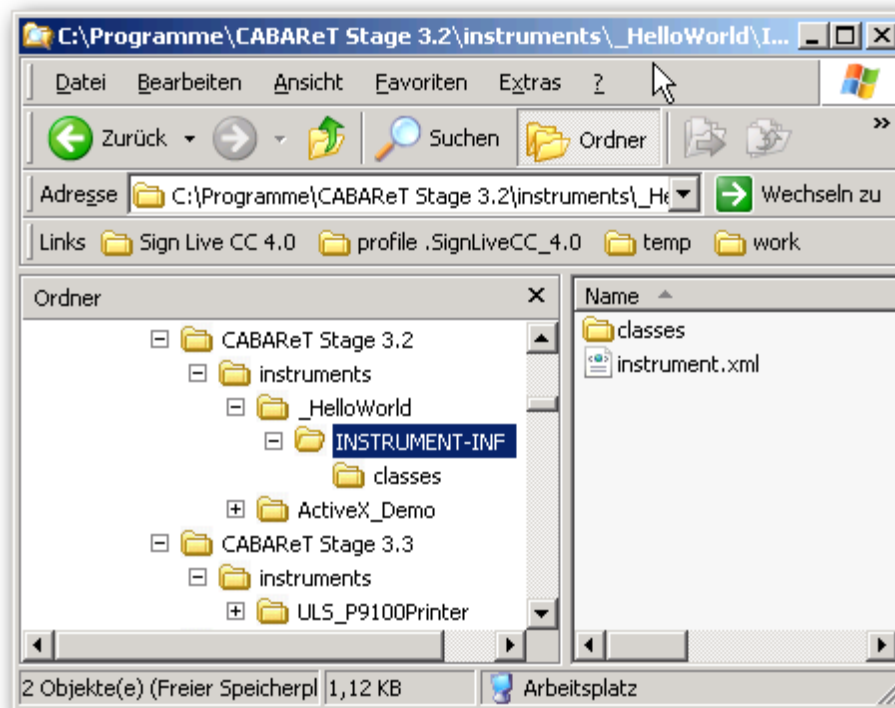 C:\Programme\CABAReT Stage 3.2\instruments\_HelloWorld\I...
Datei Bearbeiten Ansicht Favoriten Extras ?
Zurück Suchen Ordner »
Adresse C:\Programme\CABAReT Stage 3.2\instruments\_He Wechseln zu
Links Sign Live CC 4.0 profile .SignLiveCC_4.0 temp work
Ordner
CABAReT Stage 3.2
instruments
_HelloWorld
INSTRUMENT-INF
classes
ActiveX_Demo
CABAReT Stage 3.3
instruments
ULS_P9100Printer
Name
classes
instrument.xml
2 Objekte(e) (Freier Speicherpl 1,12 KB Arbeitsplatz